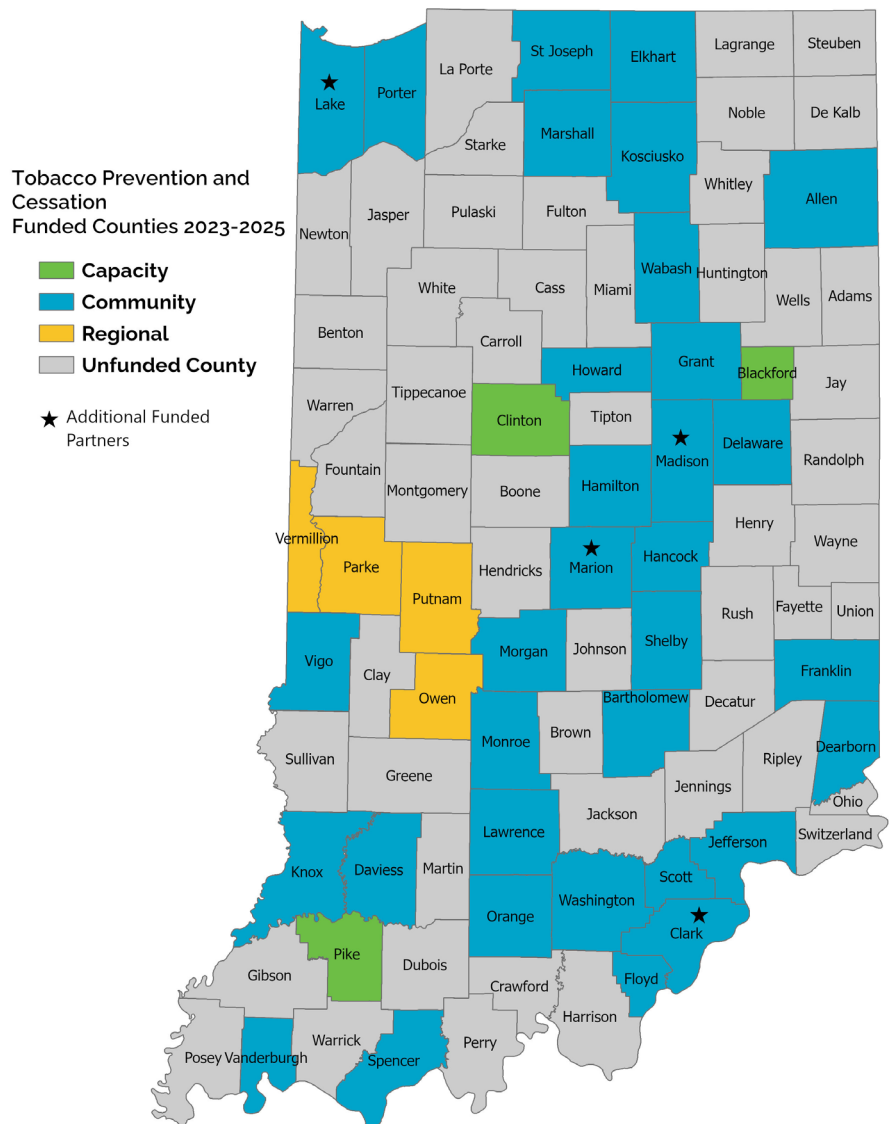 Tobacco Prevention and
Cessation
Funded Counties 2023-2025
Capacity
Community
Regional
Unfunded County
Additional Funded
Partners
Lake
Porter
La Porte
St Joseph
Elkhart
Lagrange
Steuben
Noble
De Kalb
Starke
Marshall
Kosciusko
Whitley
Allen
Newton
Jasper
Pulaski
Fulton
Wabash
Huntington
Wells
Adams
White
Cass
Miami
Benton
Carroll
Howard
Grant
Blackford
Jay
Warren
Tippecanoe
Clinton
Tipton
Madison
Delaware
Randolph
Fountain
Montgomery
Boone
Hamilton
Henry
Wayne
Vermillion
Parke
Putnam
Hendricks
Marion
Hancock
Rush
Fayette
Union
Vigo
Clay
Owen
Morgan
Johnson
Shelby
Franklin
Bartholomew
Decatur
Sullivan
Greene
Monroe
Brown
Jennings
Ripley
Dearborn
Ohio
Switzerland
Jackson
Lawrence
Jefferson
Knox
Daviess
Martin
Scott
Orange
Washington
Clark
Pike
Dubois
Gibson
Crawford
Floyd
Harrison
Posey
Vanderburgh
Warrick
Spencer
Perry